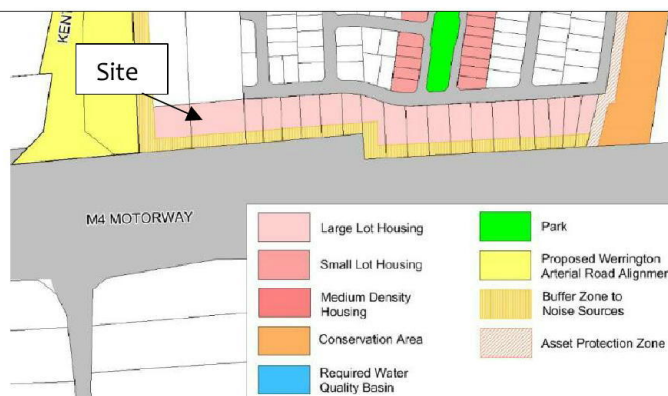 KENT
Site
M4 MOTORWAY
Large Lot Housing
Small Lot Housing
Medium Density
Housing
Conservation Area
Required Water
Quality Basin
Park
Proposed Werrington
Arterial Road Alignmer
Buffer Zone to
Noise Sources
Asset Protection Zone